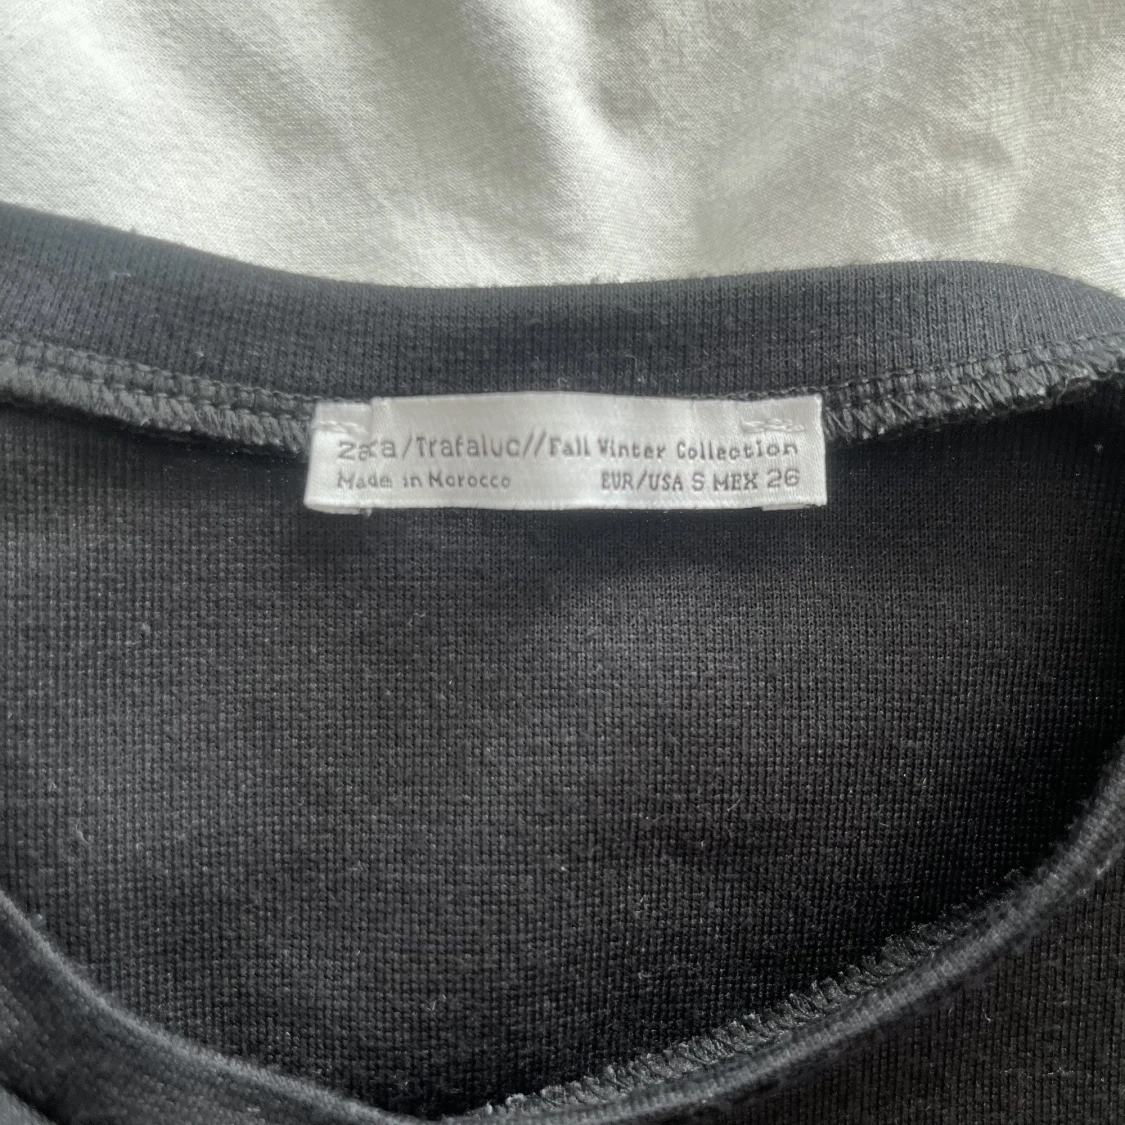 Zara/Trafaluc//Fall Winter Collection
Made in Morocco EUR/USA S MEX 26